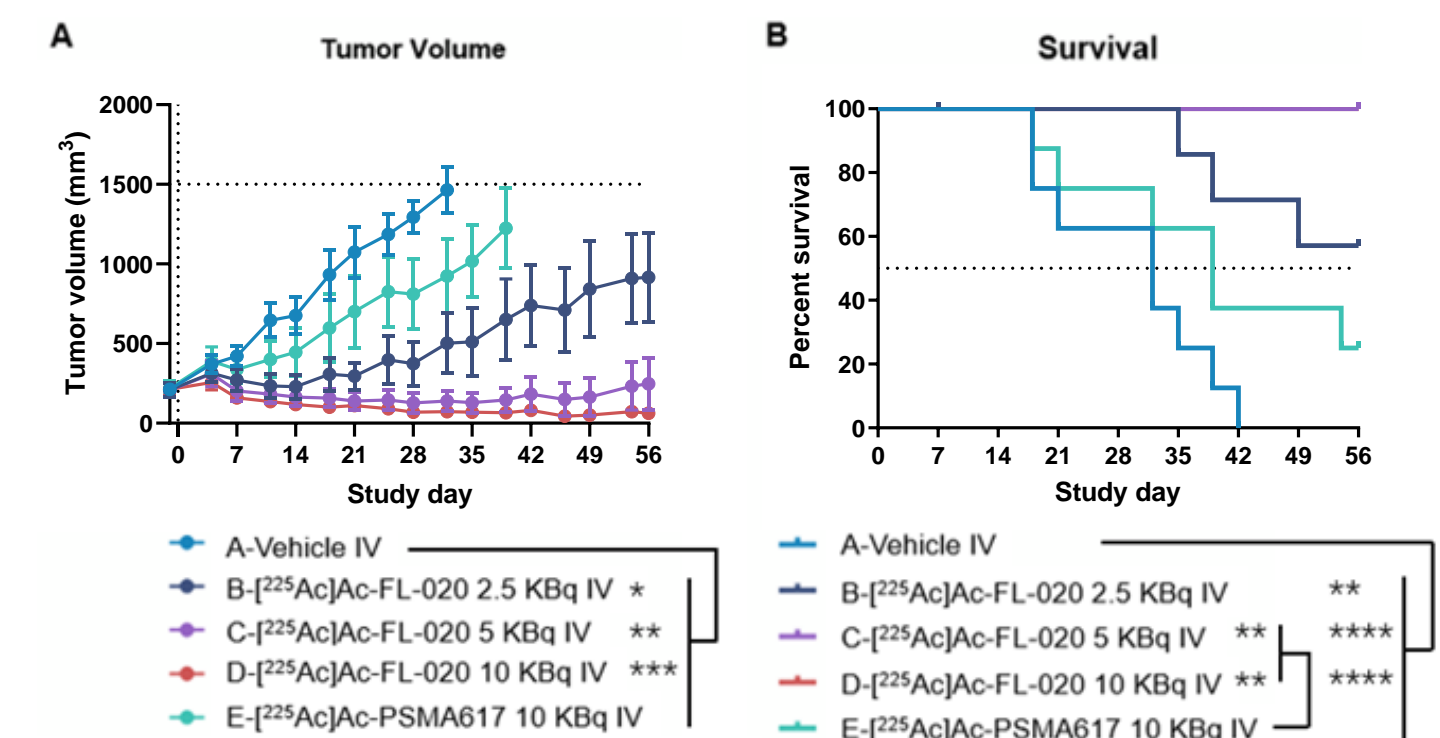 A
Tumor Volume
2000
1500
1000
500
0
Tumor volume (mm³)
0 7 14 21 28 35 42 49 56
Study day
A-Vehicle IV
B-[²²⁵Ac]Ac-FL-020 2.5 KBq IV *
C-[²²⁵Ac]Ac-FL-020 5 KBq IV **
D-[²²⁵Ac]Ac-FL-020 10 KBq IV ***
E-[²²⁵Ac]Ac-PSMA617 10 KBq IV
B
Survival
100
80
60
40
20
0
Percent survival
0 7 14 21 28 35 42 49 56
Study day
A-Vehicle IV
B-[²²⁵Ac]Ac-FL-020 2.5 KBq IV **
C-[²²⁵Ac]Ac-FL-020 5 KBq IV ** ****
D-[²²⁵Ac]Ac-FL-020 10 KBq IV ** ****
E-[²²⁵Ac]Ac-PSMA617 10 KBq IV